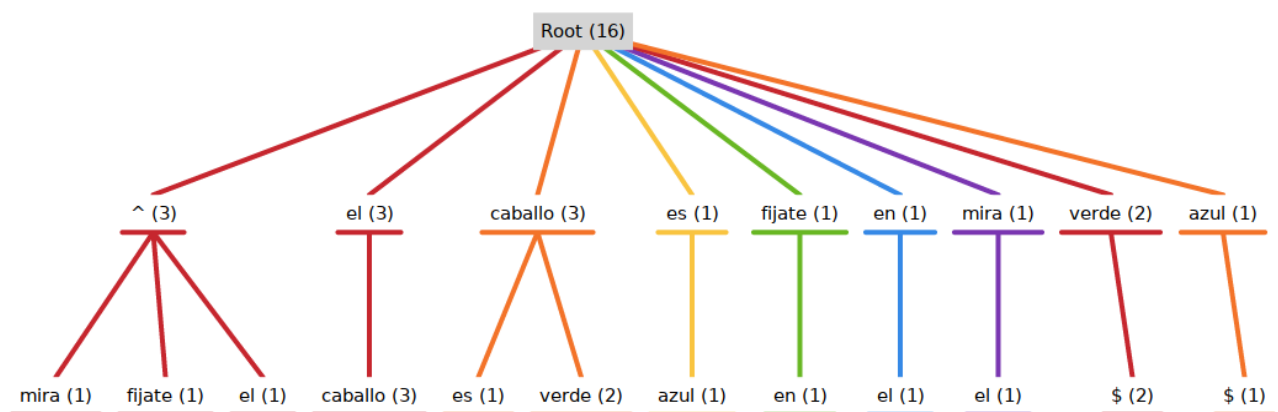 Root (16)
^ (3) el (3) caballo (3) es (1) fijate (1) en (1) mira (1) verde (2) azul (1)
mira (1) fijate (1) el (1) caballo (3) es (1) verde (2) azul (1) en (1) el (1) el (1) $ (2) $ (1)